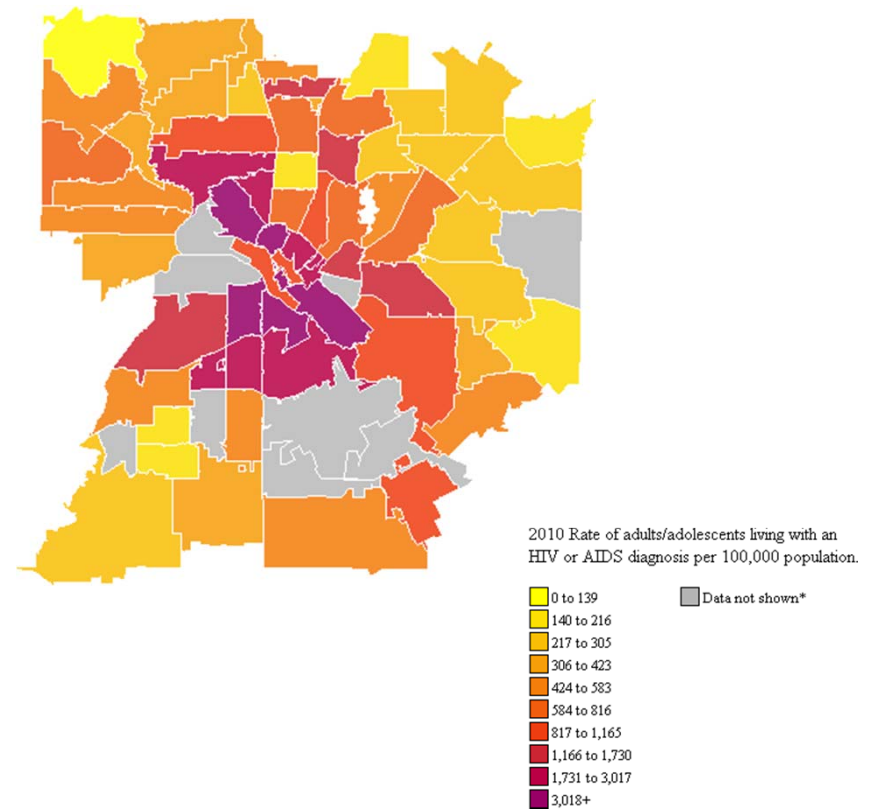 2010 Rate of adults/adolescents living with an
HIV or AIDS diagnosis per 100,000 population.
0 to 139
Data not shown*
140 to 216
217 to 305
306 to 423
424 to 583
584 to 816
817 to 1,165
1,166 to 1,730
1,731 to 3,017
3,018+